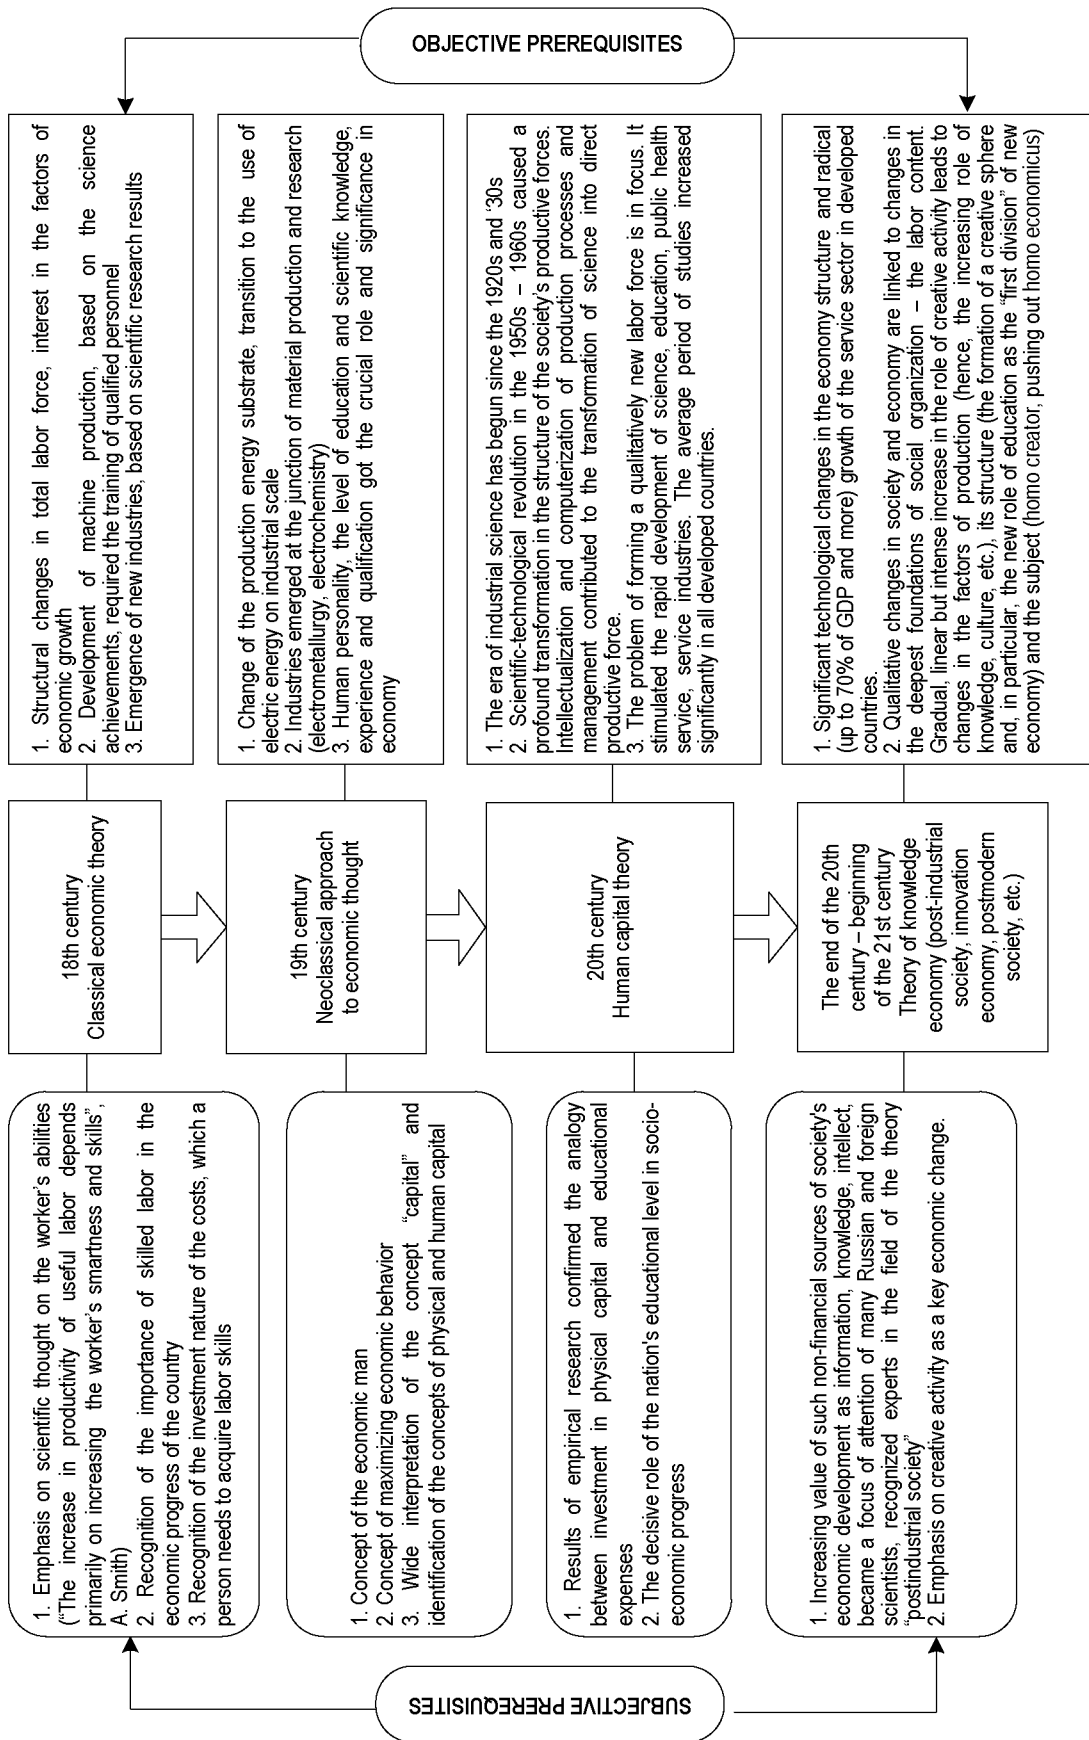 OBJECTIVE PREREQUISITES
1. Structural changes in total labor force, interest in the factors of
economic growth
2. Development of machine production, based on the science
achievements, required the training of qualified personnel
3. Emergence of new industries, based on scientific research results
1. Change of the production energy substrate, transition to the use of
electric energy on industrial scale
2. Industries emerged at the junction of material production and research
(electrometallurgy, electrochemistry)
3. Human personality, the level of education and scientific knowledge,
experience and qualification got the crucial role and significance in
economy
1. The era of industrial science has begun since the 1920s and ‘30s
2. Scientific-technological revolution in the 1950s – 1960s caused a
profound transformation in the structure of the society’s productive forces.
Intellectualization and computerization of production processes and
management contributed to the transformation of science into direct
productive force.
3. The problem of forming a qualitatively new labor force is in focus. It
stimulated the rapid development of science, education, public health
service, service industries. The average period of studies increased
significantly in all developed countries.
1. Significant technological changes in the economy structure and radical
(up to 70% of GDP and more) growth of the service sector in developed
countries.
2. Qualitative changes in society and economy are linked to changes in
the deepest foundations of social organization – the labor content.
Gradual, linear but intense increase in the role of creative activity leads to
changes in the factors of production (hence, the increasing role of
knowledge, culture, etc.), its structure (the formation of a creative sphere
and, in particular, the new role of education as the “first division” of new
economy) and the subject (homo creator, pushing out homo economicus)
18th century
Classical economic theory
19th century
Neoclassical approach
to economic thought
20th century
Human capital theory
The end of the 20th
century – beginning
of the 21st century
Theory of knowledge
economy (post-industrial
society, innovation
economy, postmodern
society, etc.)
1. Emphasis on scientific thought on the worker’s abilities
(“The increase in productivity of useful labor depends
primarily on increasing the worker’s smartness and skills”,
A. Smith)
2. Recognition of the importance of skilled labor in the
economic progress of the country
3. Recognition of the investment nature of the costs, which a
person needs to acquire labor skills
1. Concept of the economic man
2. Concept of maximizing economic behavior
3. Wide interpretation of the concept “capital” and
identification of the concepts of physical and human capital
1. Results of empirical research confirmed the analogy
between investment in physical capital and educational
expenses
2. The decisive role of the nation’s educational level in socio-
economic progress
1. Increasing value of such non-financial sources of society’s
economic development as information, knowledge, intellect,
became a focus of attention of many Russian and foreign
scientists, recognized experts in the field of the theory
“postindustrial society”
2. Emphasis on creative activity as a key economic change.
SUBJECTIVE PREREQUISITES